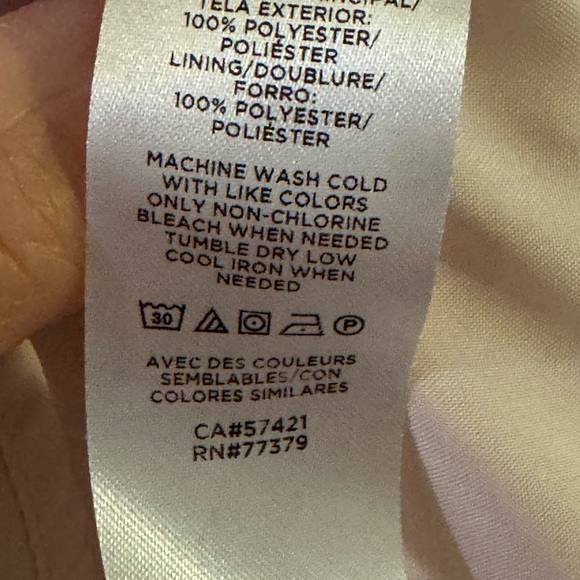 TELA EXTERIOR:
100% POLYESTER/
POLIÉSTER
LINING/DOUBLURE/
FORRO:
100% POLYESTER/
POLIÉSTER
MACHINE WASH COLD
WITH LIKE COLORS
ONLY NON-CHLORINE
BLEACH WHEN NEEDED
TUMBLE DRY LOW
COOL IRON WHEN
NEEDED
30 P
AVEC DES COULEURS
SEMBLABLES/CON
COLORES SIMILARES
CA#57421
RN#77379